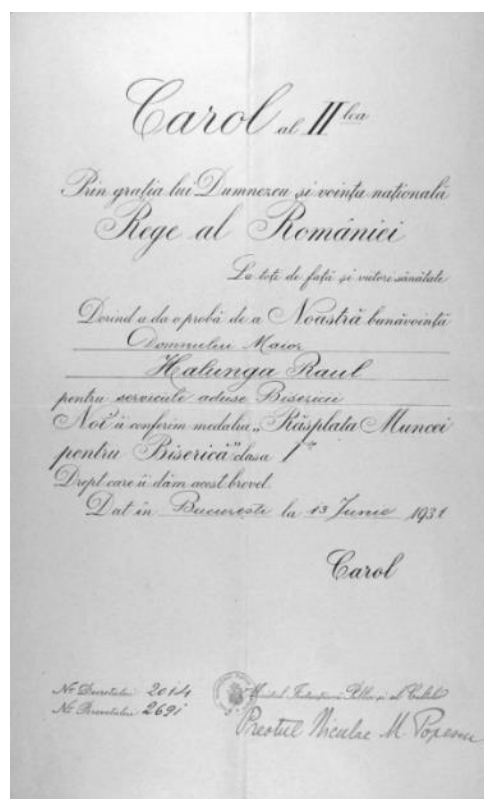 Carol al II lea
Prin grația lui Dumnezeu și voința națională
Rege al României
La toți de față și viitori sănătate
Dorind a da o probă de a Noastră bunăvoință
Domnului Maior
Halunga Raul
pentru serviciile aduse Bisericii
Noi îi conferim medalia „Răsplata Muncei
pentru Biserică" clasa I
Drept care îi dăm acest brevet.
Dat în București la 13 Junie 1931
Carol
No Decretului 2014
No Brevetului 2691
Preotul Niculae M. Popescu